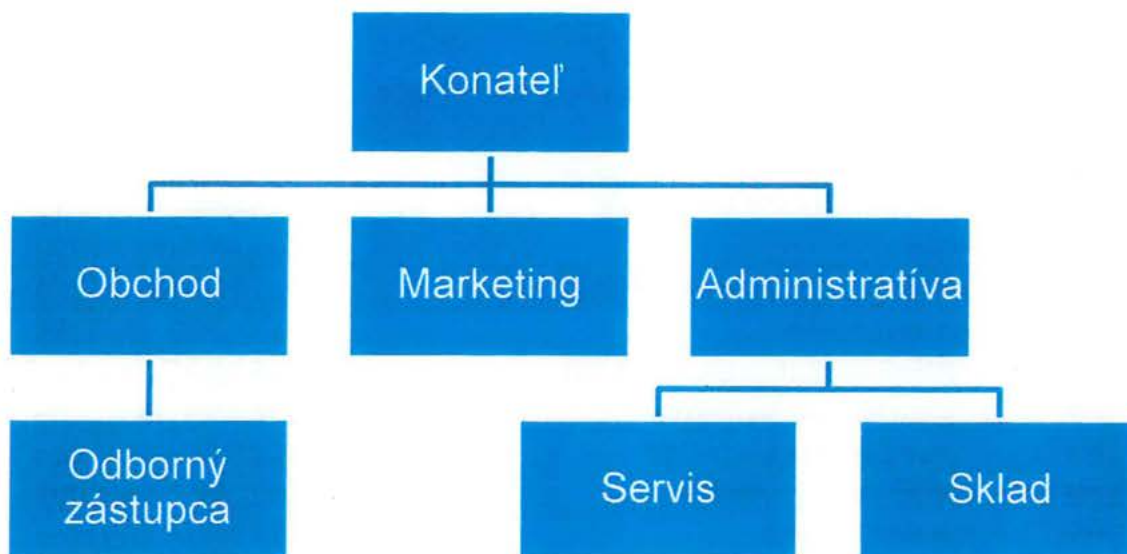 Konateľ
Obchod
Marketing
Administratíva
Odborný
zástupca
Servis
Sklad